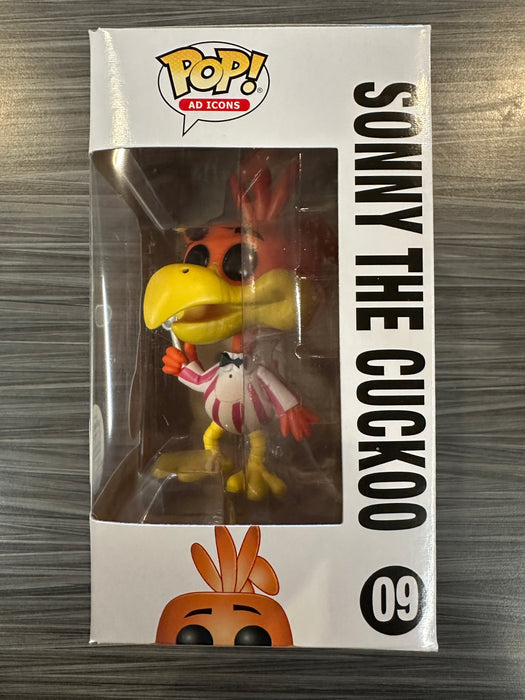 POP!
®
AD ICONS
SONNY THE CUCKOO
09